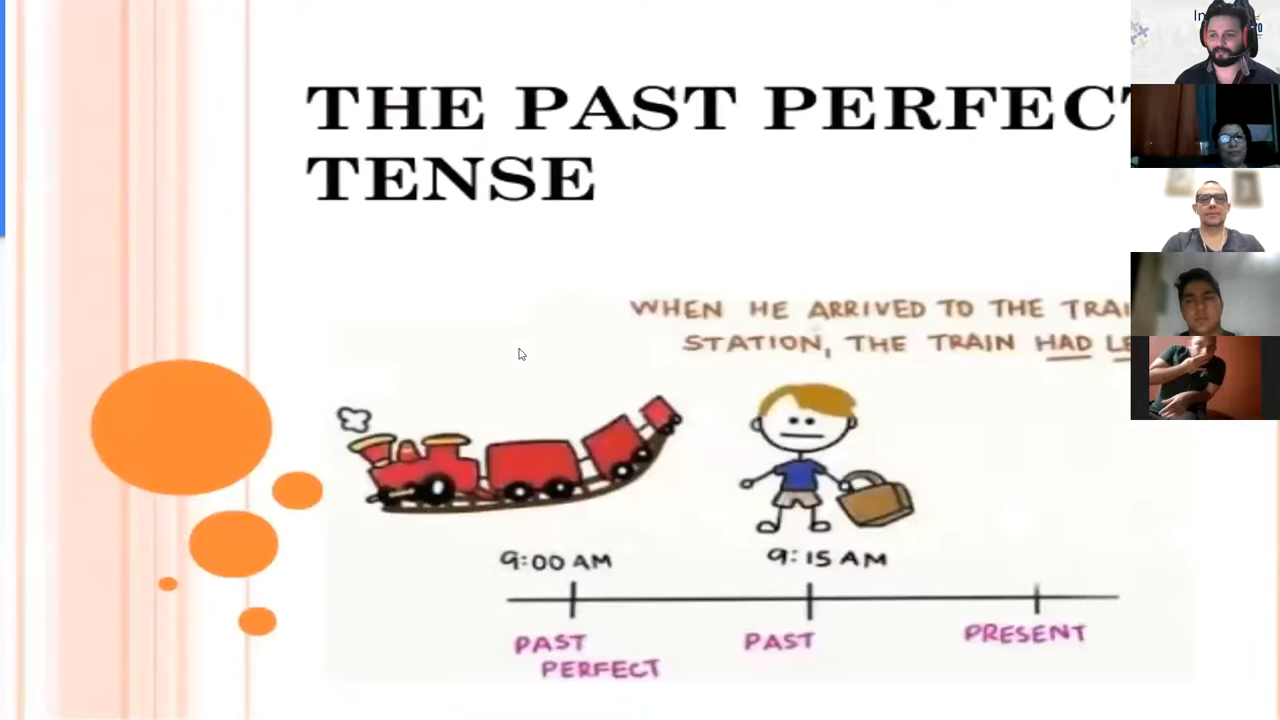 THE PAST PERFECT
TENSE
WHEN HE ARRIVED TO THE
STATION, THE TRAIN HAD
9:00 AM
9:15 AM
PAST
PERFECT
PAST
PRESENT